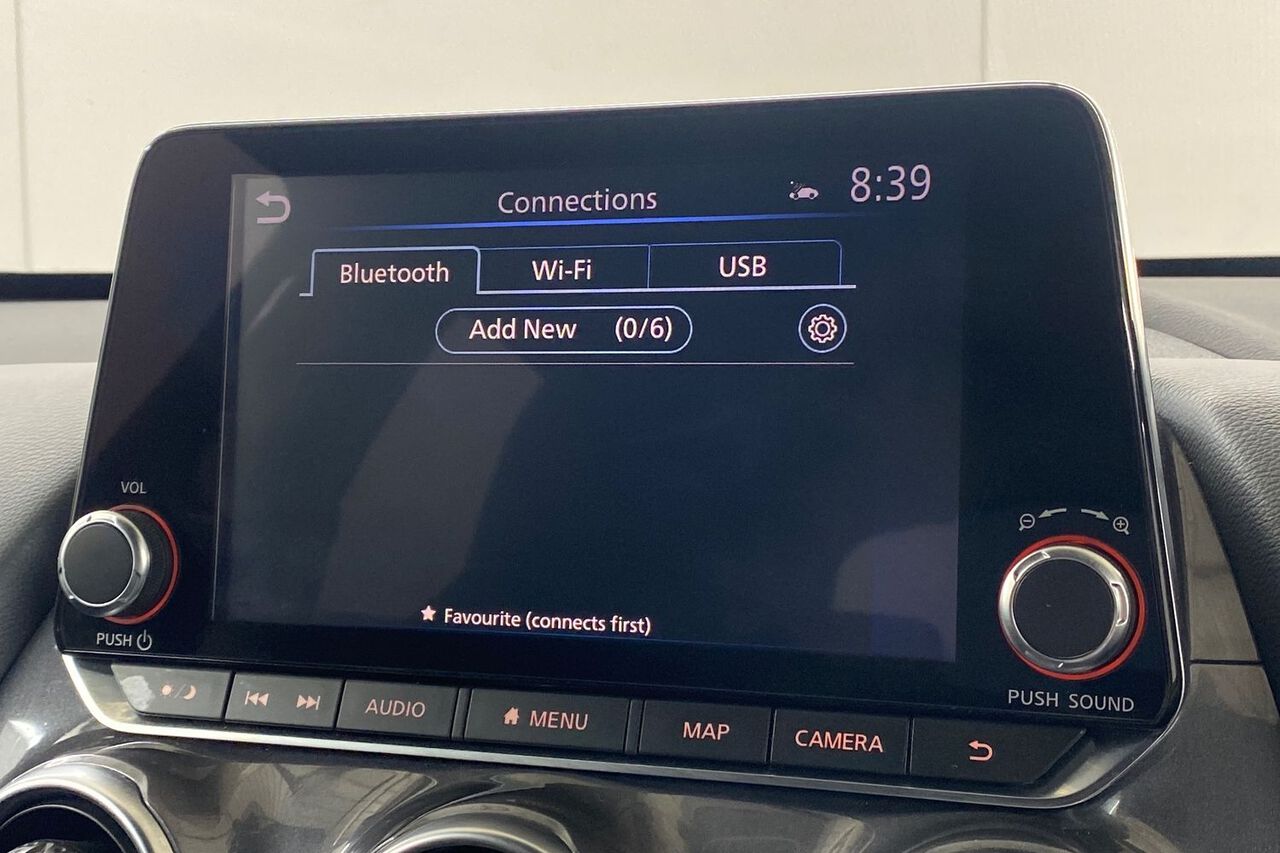 Connections
8:39
Bluetooth
Wi-Fi
USB
Add New (0/6)
Favourite (connects first)
VOL
PUSH
PUSH SOUND
AUDIO
MENU
MAP
CAMERA